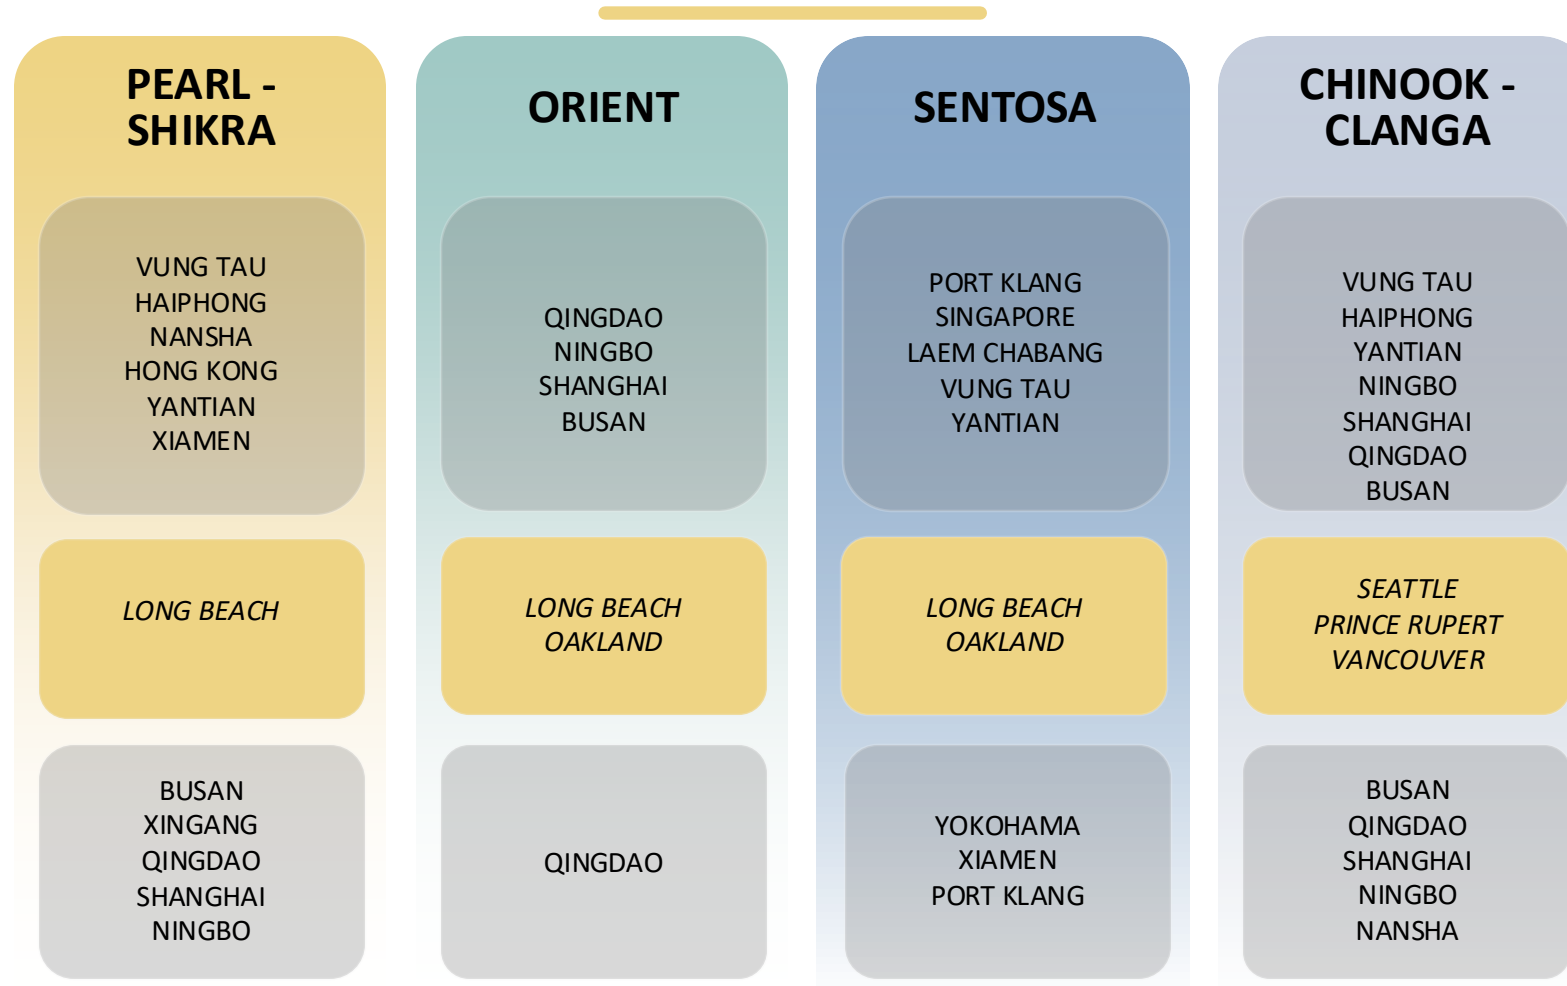 PEARL -
SHIKRA
VUNG TAU
HAIPHONG
NANSHA
HONG KONG
YANTIAN
XIAMEN
LONG BEACH
BUSAN
XINGANG
QINGDAO
SHANGHAI
NINGBO
ORIENT
QINGDAO
NINGBO
SHANGHAI
BUSAN
LONG BEACH
OAKLAND
QINGDAO
SENTOSA
PORT KLANG
SINGAPORE
LAEM CHABANG
VUNG TAU
YANTIAN
LONG BEACH
OAKLAND
YOKOHAMA
XIAMEN
PORT KLANG
CHINOOK -
CLANGA
VUNG TAU
HAIPHONG
YANTIAN
NINGBO
SHANGHAI
QINGDAO
BUSAN
SEATTLE
PRINCE RUPERT
VANCOUVER
BUSAN
QINGDAO
SHANGHAI
NINGBO
NANSHA